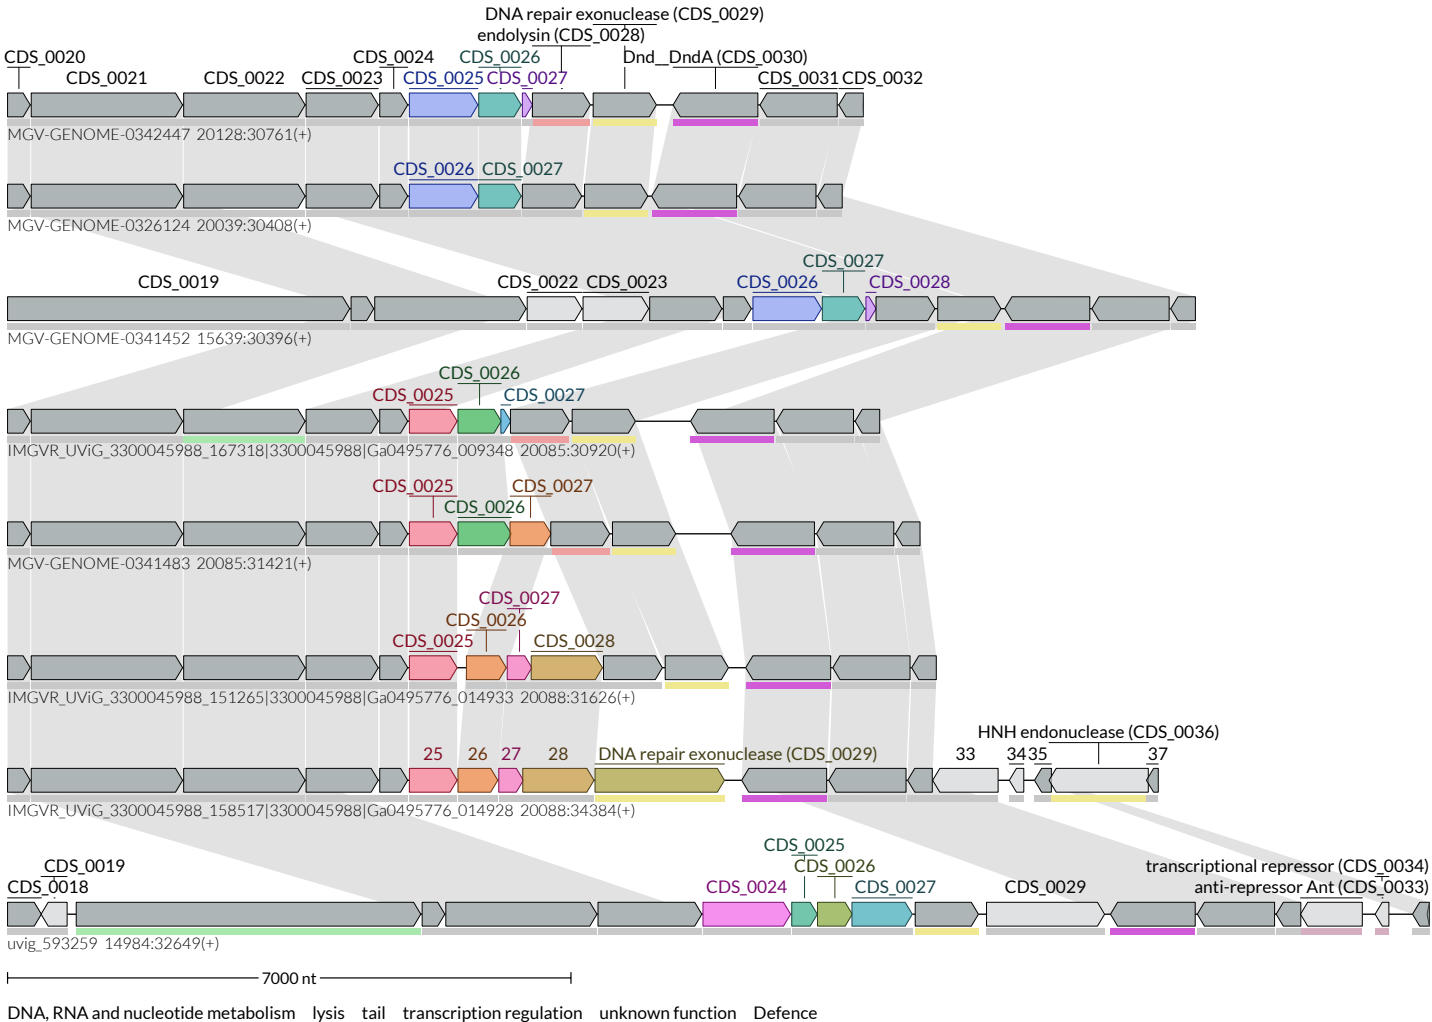 DNA repair exonuclease (CDS_0029)
endolysin (CDS_0028)
CDS_0020 CDS_0024 CDS_0026 Dnd__DndA (CDS_0030)
CDS_0021 CDS_0022 CDS_0023 CDS_0025 CDS_0027 CDS_0031 CDS_0032
MGV-GENOME-0342447 20128:30761(+)
CDS_0026 CDS_0027
MGV-GENOME-0326124 20039:30408(+)
CDS_0027
CDS_0019 CDS_0022 CDS_0023 CDS_0026 CDS_0028
MGV-GENOME-0341452 15639:30396(+)
CDS_0026
CDS_0025 CDS_0027
IMGVR_UViG_3300045988_167318|3300045988|Ga0495776_009348 20085:30920(+)
CDS_0025 CDS_0027
CDS_0026
MGV-GENOME-0341483 20085:31421(+)
CDS_0027
CDS_0026
CDS_0025 CDS_0028
IMGVR_UViG_3300045988_151265|3300045988|Ga0495776_014933 20088:31626(+)
HNH endonuclease (CDS_0036)
25 26 27 28 DNA repair exonuclease (CDS_0029) 33 34 35 37
IMGVR_UViG_3300045988_158517|3300045988|Ga0495776_014928 20088:34384(+)
CDS_0025
CDS_0019 CDS_0026 transcriptional repressor (CDS_0034)
CDS_0018 CDS_0024 CDS_0027 CDS_0029 anti-repressor Ant (CDS_0033)
uvig_593259 14984:32649(+)
7000 nt
DNA, RNA and nucleotide metabolism lysis tail transcription regulation unknown function Defence